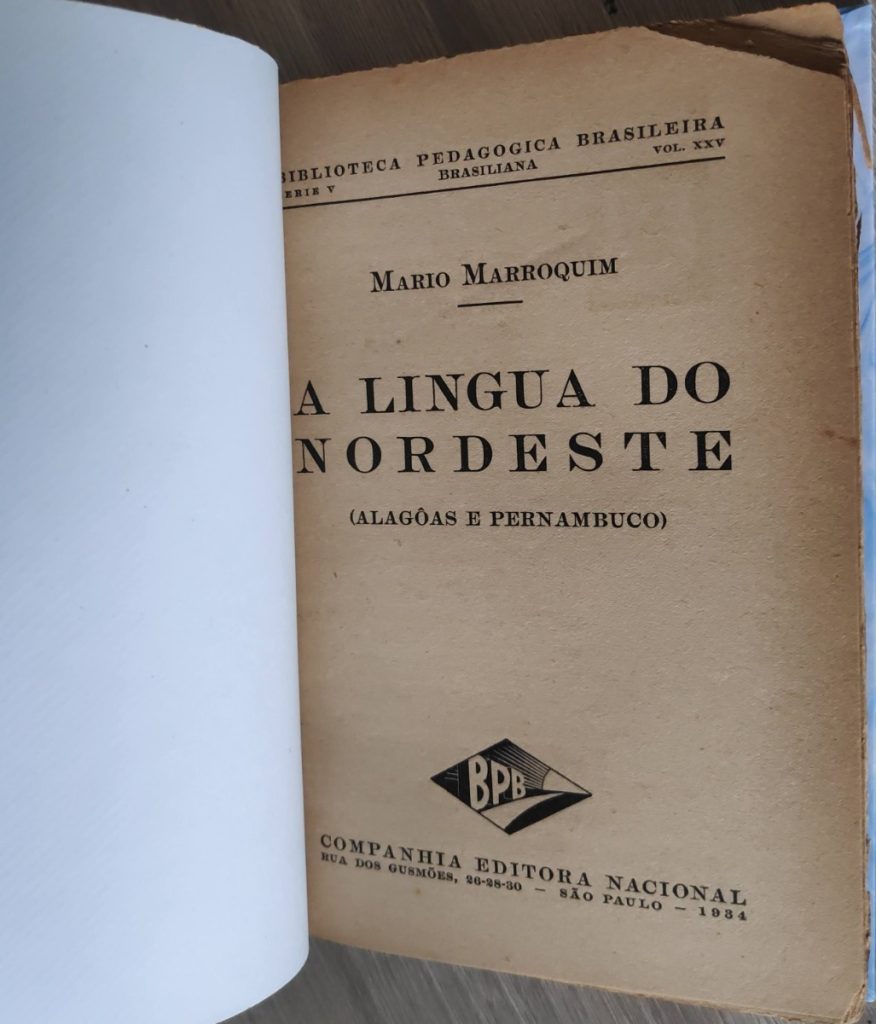 BIBLIOTECA PEDAGOGICA BRASILEIRA
ERIE V BRASILIANA VOL. XXV
MARIO MARROQUIM
A LINGUA DO
NORDESTE
(ALAGÔAS E PERNAMBUCO)
BPB
COMPANHIA EDITORA NACIONAL
RUA DOS GUSMÕES, 26-28-30 — SÃO PAULO — 1934